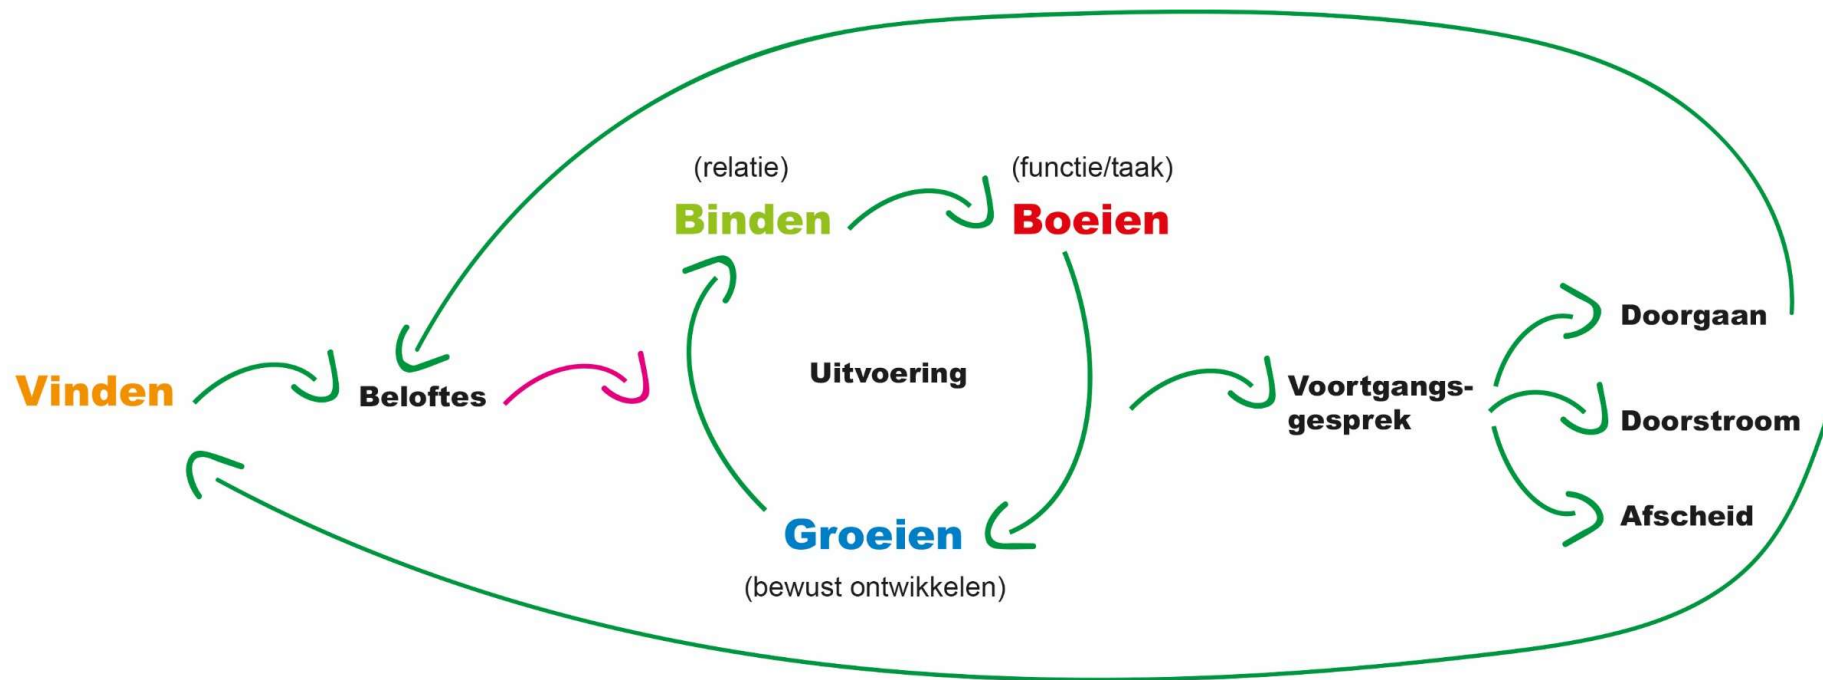 (relatie)
(functie/taak)
Binden
Boeien
Doorgaan
Uitvoering
Vinden
Beloftes
Voortgangs-
gesprek
Doorstroom
Afscheid
Groeien
(bewust ontwikkelen)